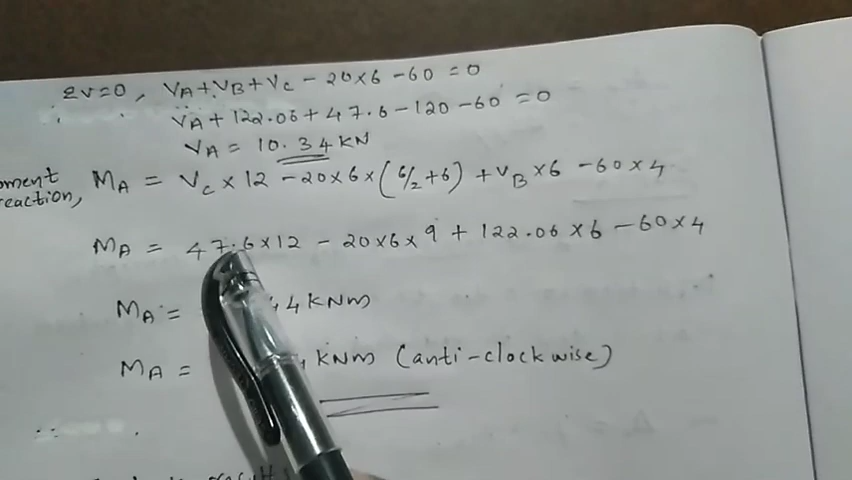 ΣV=0, VA+VB+VC - 20×6 - 60 = 0
VA + 122.06 + 47.6 - 120 - 60 = 0
VA = 10.34 KN
oment MA = VC × 12 - 20×6×(6/2+6) + VB×6 - 60×4
eaction,
MA = 47.6×12 - 20×6×9 + 122.06×6 - 60×4
MA = 4KNm
MA = KNm (anti-clockwise)